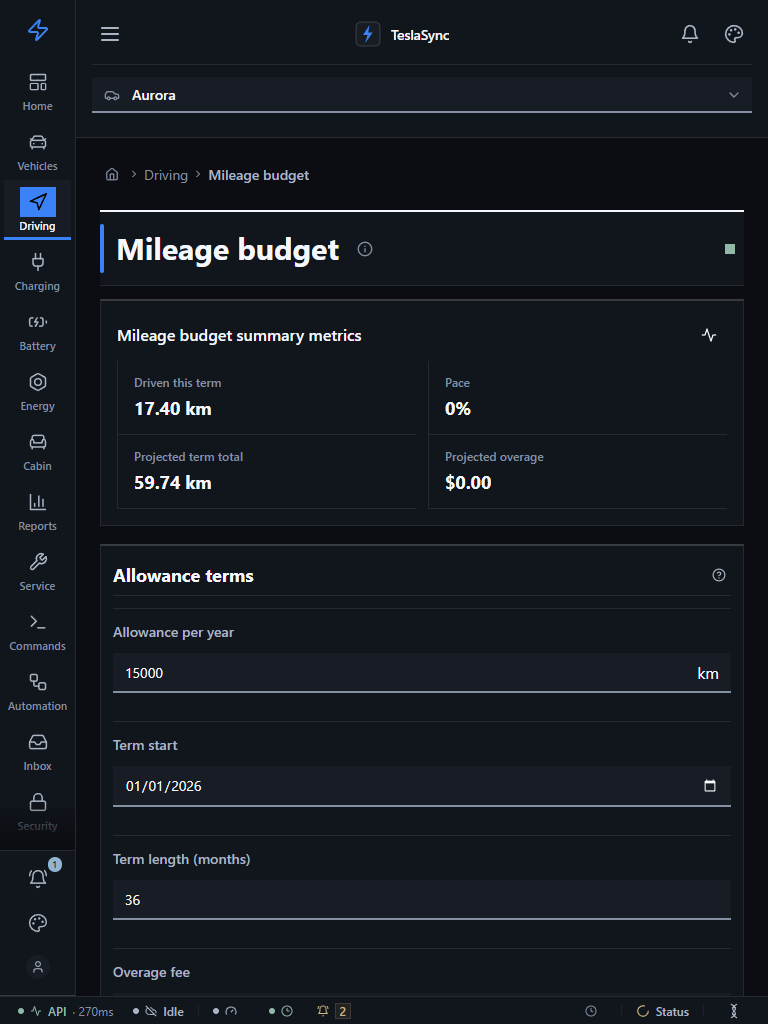 TeslaSync
Aurora
Home
Vehicles
Driving
Charging
Battery
Energy
Cabin
Reports
Service
Commands
Automation
Inbox
Security
1
Driving
Mileage budget
Mileage budget
Mileage budget summary metrics
Driven this term
17.40 km
Pace
0%
Projected term total
59.74 km
Projected overage
$0.00
Allowance terms
Allowance per year
15000 km
Term start
01/01/2026
Term length (months)
36
Overage fee
API · 270ms Idle 2 Status